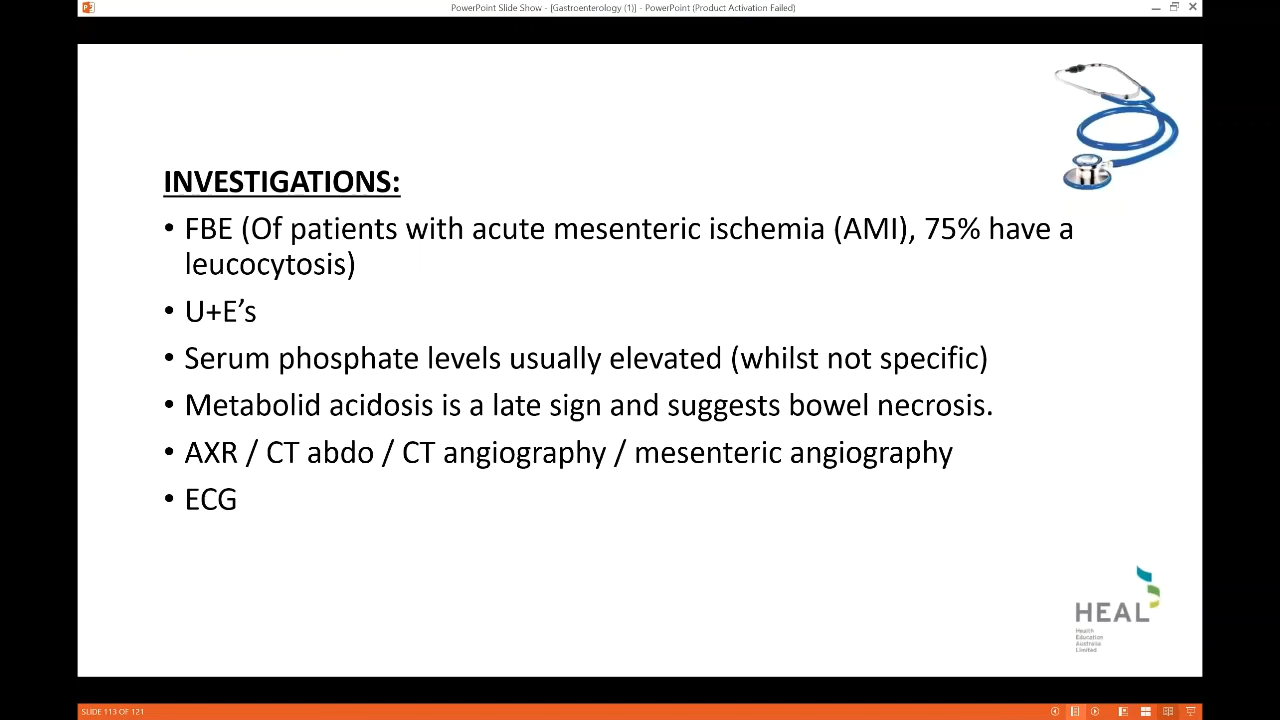 PowerPoint Slide Show - [Gastroenterology (1)] - PowerPoint (Product Activation Failed)
INVESTIGATIONS:
• FBE (Of patients with acute mesenteric ischemia (AMI), 75% have a
leucocytosis)
• U+E’s
• Serum phosphate levels usually elevated (whilst not specific)
• Metabolid acidosis is a late sign and suggests bowel necrosis.
• AXR / CT abdo / CT angiography / mesenteric angiography
• ECG
HEAL
Health
Education
Australia
Limited
SLIDE 113 OF 121